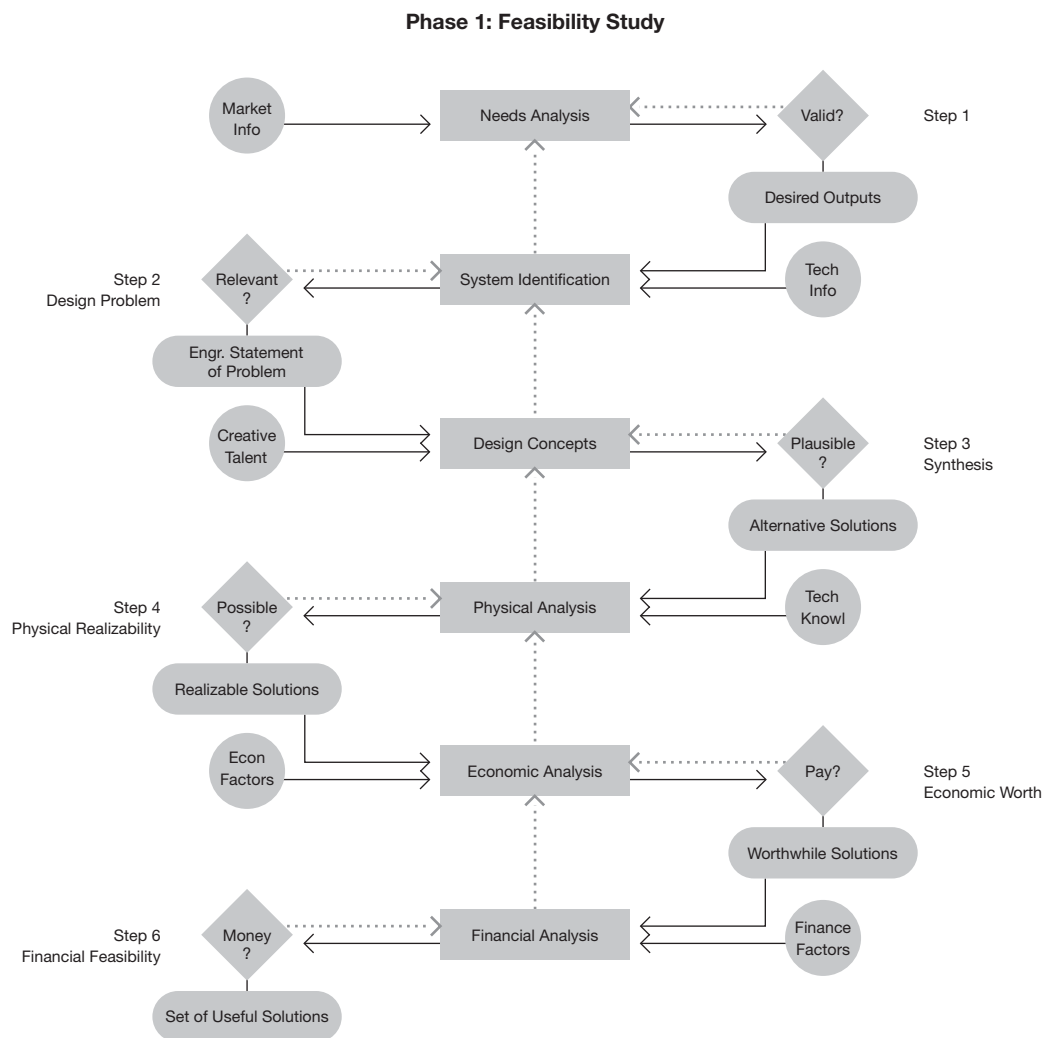 Phase 1: Feasibility Study
Market
Info
Needs Analysis
Valid?
Step 1
Desired Outputs
Step 2
Design Problem
Relevant
?
System Identification
Tech
Info
Engr. Statement
of Problem
Creative
Talent
Design Concepts
Plausible
?
Step 3
Synthesis
Alternative Solutions
Step 4
Physical Realizability
Possible
?
Physical Analysis
Tech
Knowl
Realizable Solutions
Econ
Factors
Economic Analysis
Pay?
Step 5
Economic Worth
Worthwhile Solutions
Step 6
Financial Feasibility
Money
?
Financial Analysis
Finance
Factors
Set of Useful Solutions